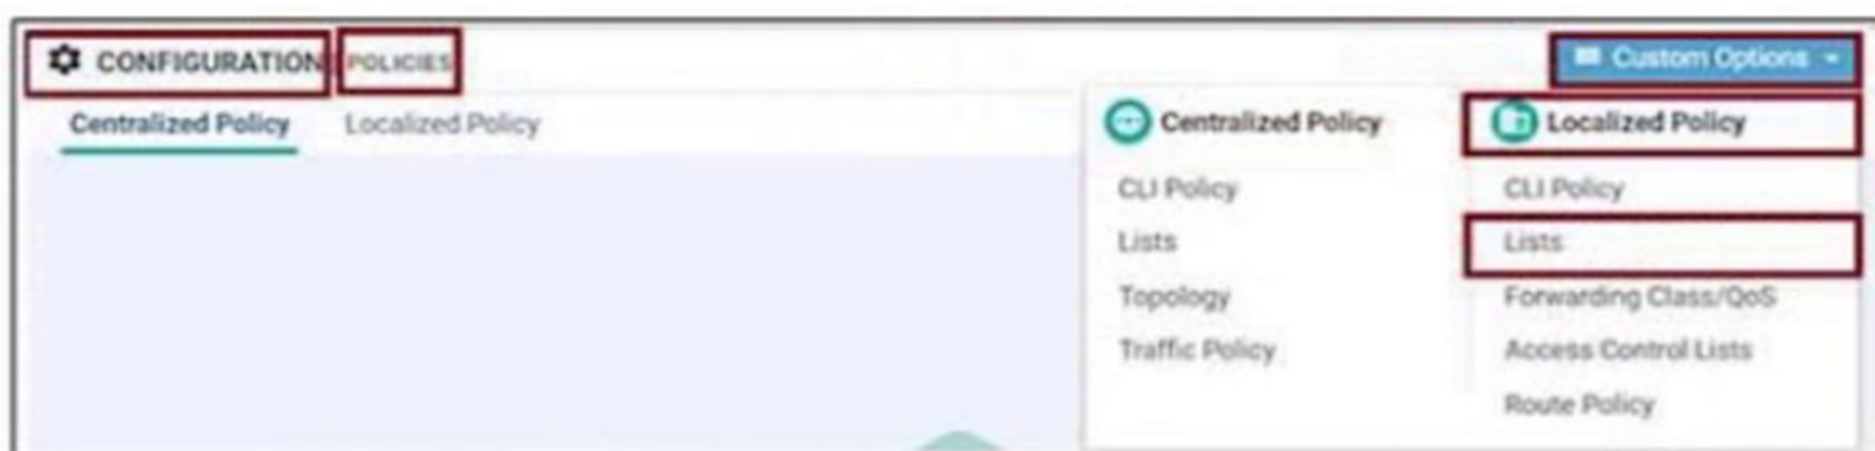 CONFIGURATION POLICIES
Custom Options
Centralized Policy Localized Policy
Centralized Policy
CLI Policy
Lists
Topology
Traffic Policy
Localized Policy
CLI Policy
Lists
Forwarding Class/QoS
Access Control Lists
Route Policy